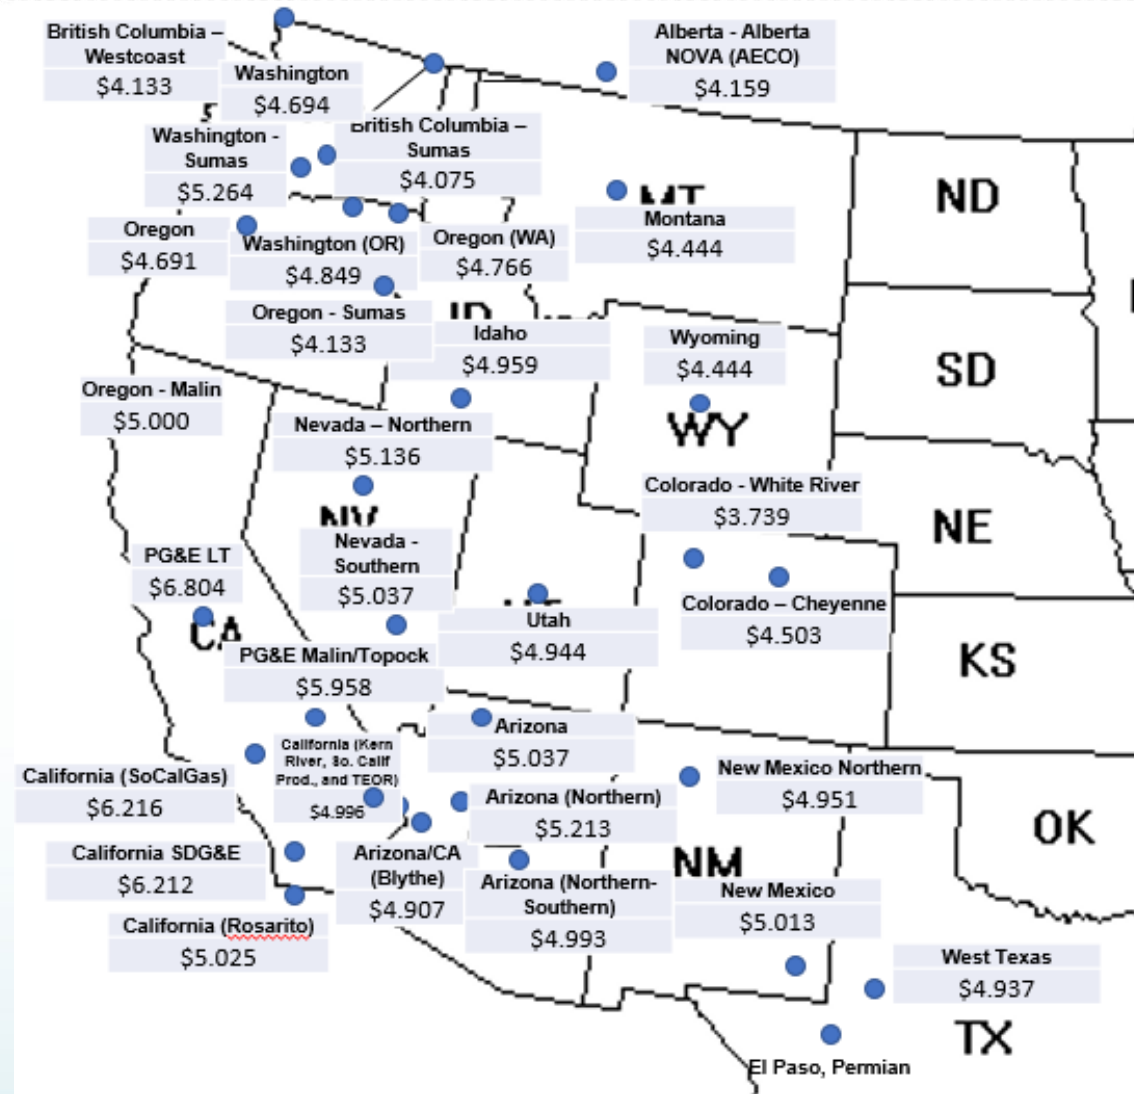 British Columbia –
Westcoast
$4.133
Washington
$4.694
Alberta - Alberta
NOVA (AECO)
$4.159
Washington -
Sumas
$5.264
British Columbia –
Sumas
$4.075
MT
Montana
$4.444
ND
Oregon
$4.691
Washington (OR)
$4.849
Oregon (WA)
$4.766
Oregon - Sumas
$4.133
ID
Idaho
$4.959
Wyoming
$4.444
WY
SD
Oregon - Malin
$5.000
Nevada – Northern
$5.136
NV
Colorado - White River
$3.739
NE
PG&E LT
$6.804
CA
Nevada -
Southern
$5.037
Utah
$4.944
Colorado – Cheyenne
$4.503
KS
PG&E Malin/Topock
$5.958
California (Kern
River, So. Calif
Prod., and TEOR)
$4.996
Arizona
$5.037
California (SoCalGas)
$6.216
Arizona (Northern)
$5.213
New Mexico Northern
$4.951
OK
California SDG&E
$6.212
Arizona/CA
(Blythe)
$4.907
Arizona (Northern-
Southern)
$4.993
NM
New Mexico
$5.013
California (Rosarito)
$5.025
West Texas
$4.937
TX
El Paso, Permian